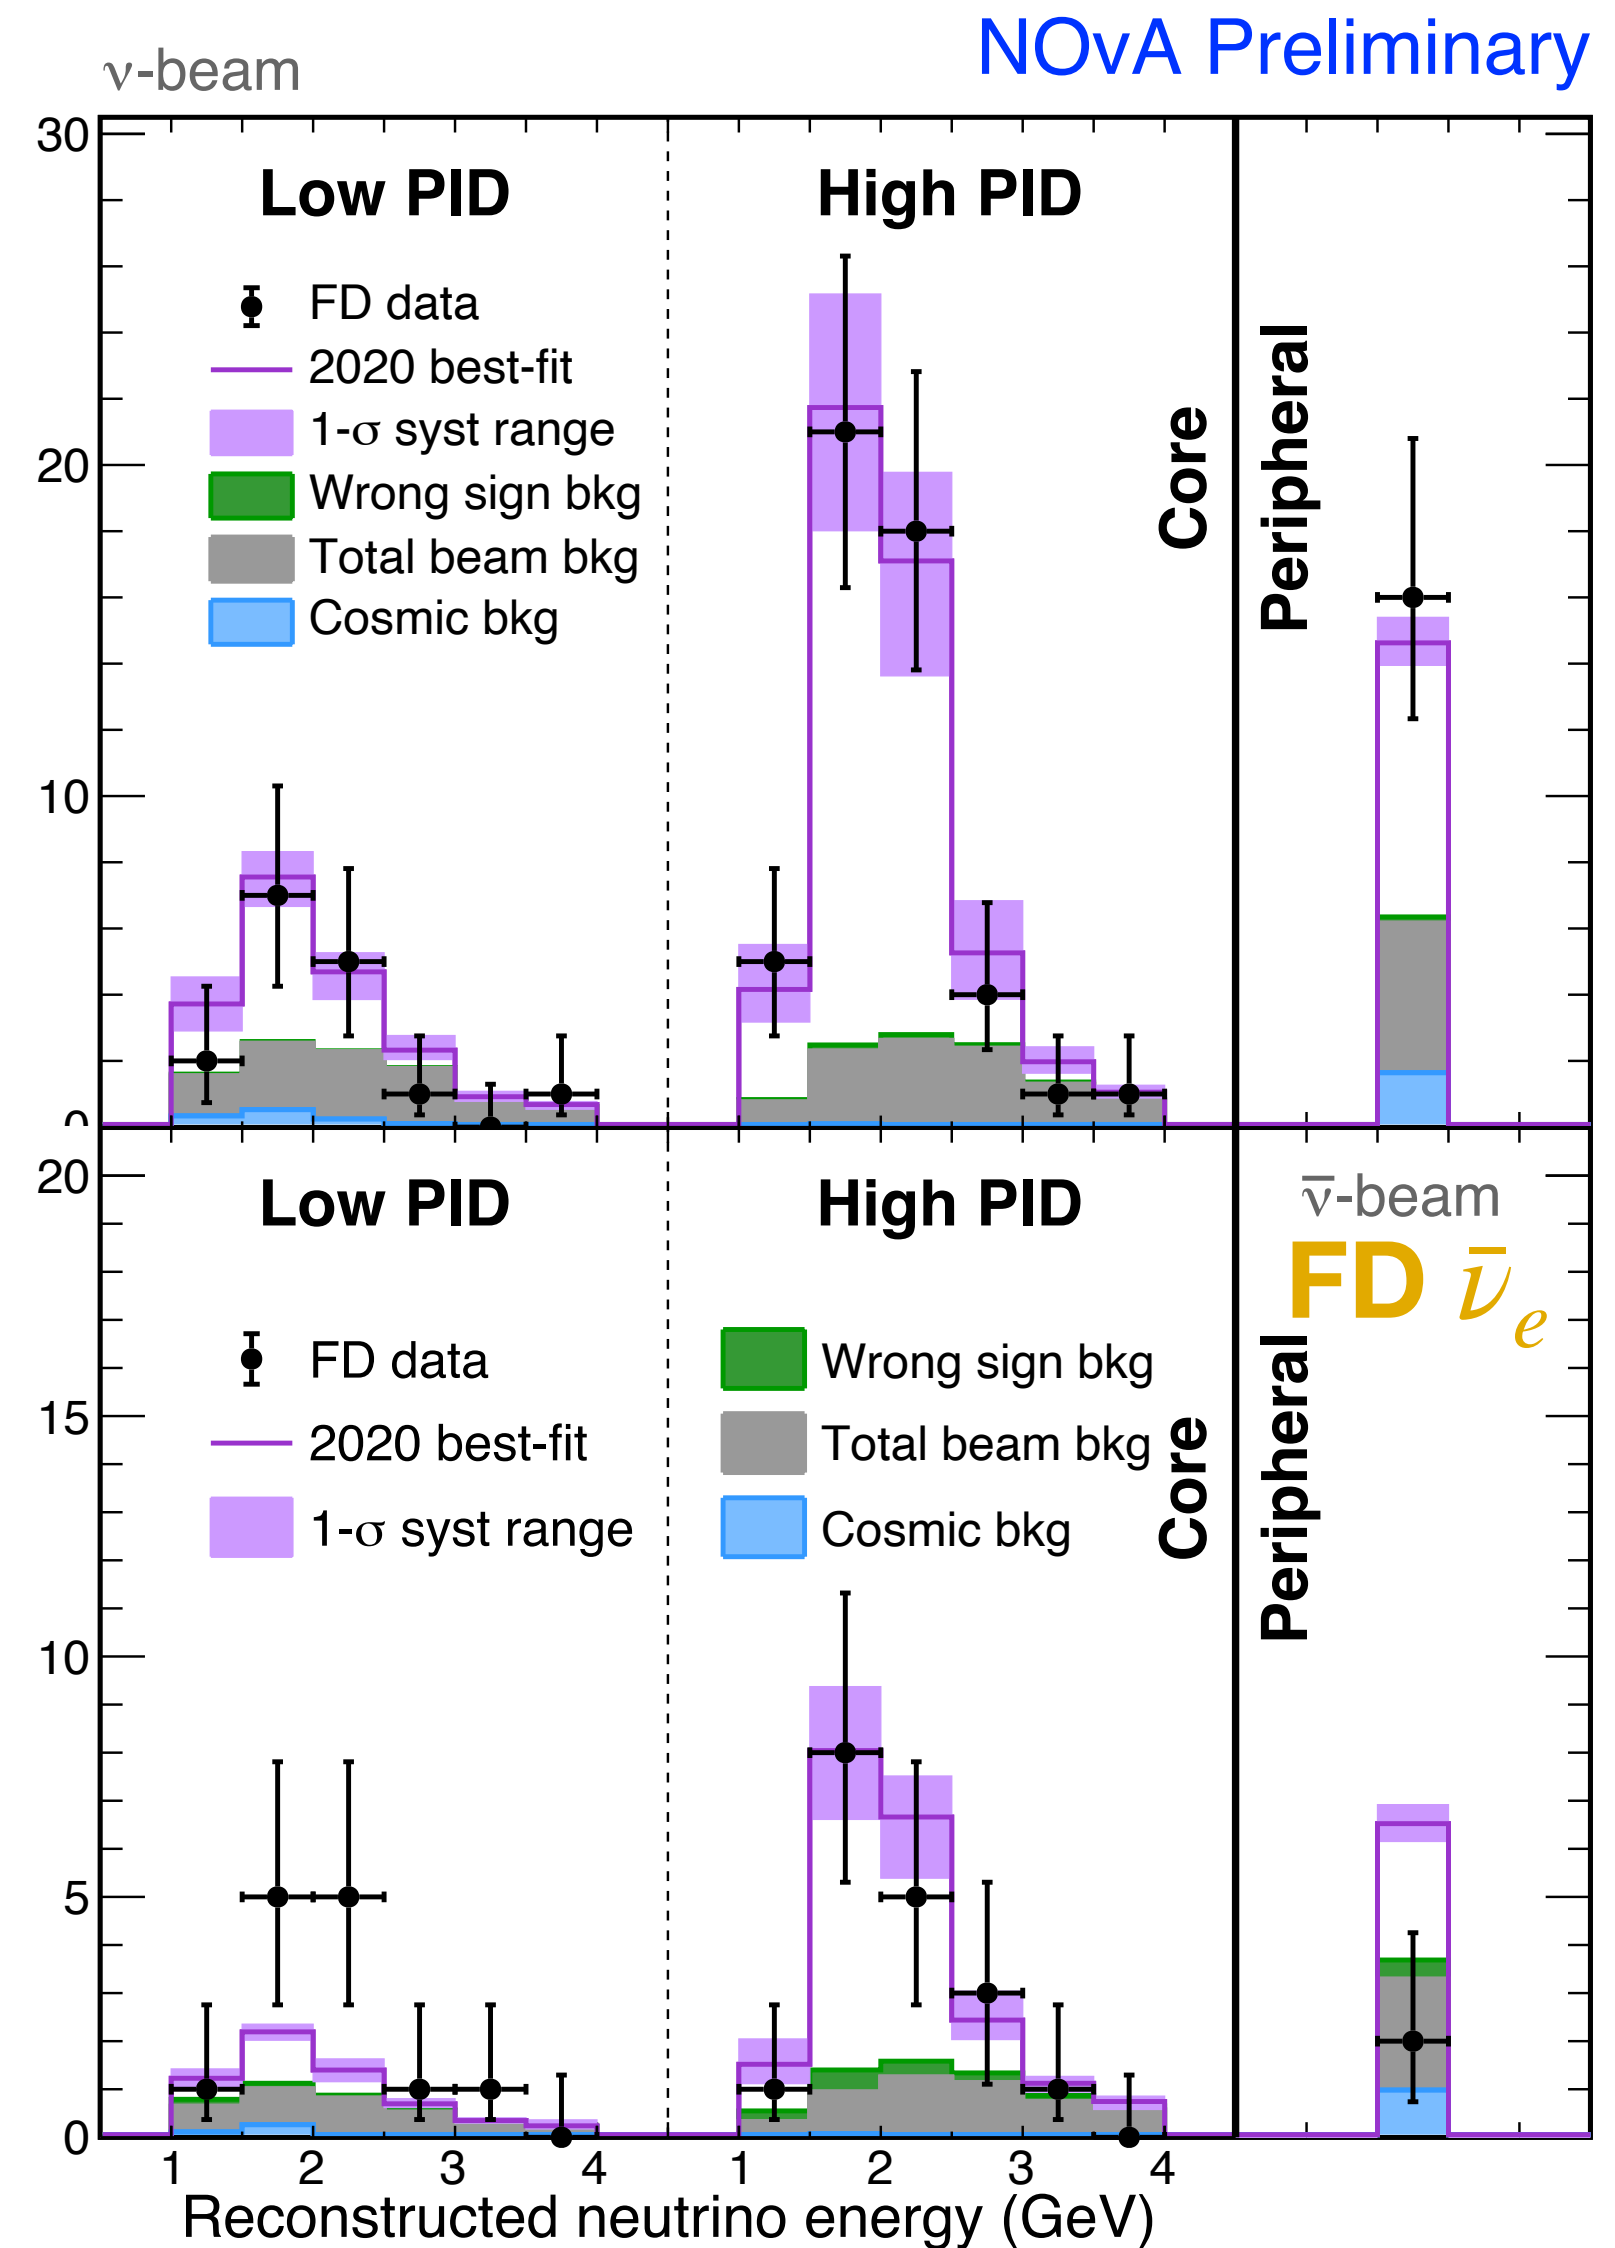 NOvA Preliminary
ν-beam
30
20
10
0
Low PID
High PID
FD data
2020 best-fit
1-σ syst range
Wrong sign bkg
Total beam bkg
Cosmic bkg
Core
Peripheral
20
15
10
5
0
Low PID
High PID
ν̄-beam
FD ν̄e
FD data
2020 best-fit
1-σ syst range
Wrong sign bkg
Total beam bkg
Cosmic bkg
Core
Peripheral
1 2 3 4 1 2 3 4
Reconstructed neutrino energy (GeV)